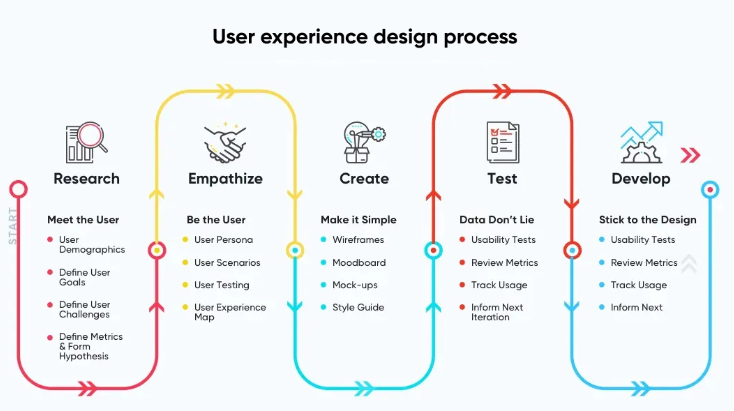 User experience design process
START
Research
Meet the User
User
Demographics
Define User
Goals
Define User
Challenges
Define Metrics
& Form
Hypothesis
Empathize
Be the User
User Persona
User Scenarios
User Testing
User Experience
Map
Create
Make it Simple
Wireframes
Moodboard
Mock-ups
Style Guide
Test
Data Don't Lie
Usability Tests
Review Metrics
Track Usage
Inform Next
Iteration
Develop
Stick to the Design
Usability Tests
Review Metrics
Track Usage
Inform Next